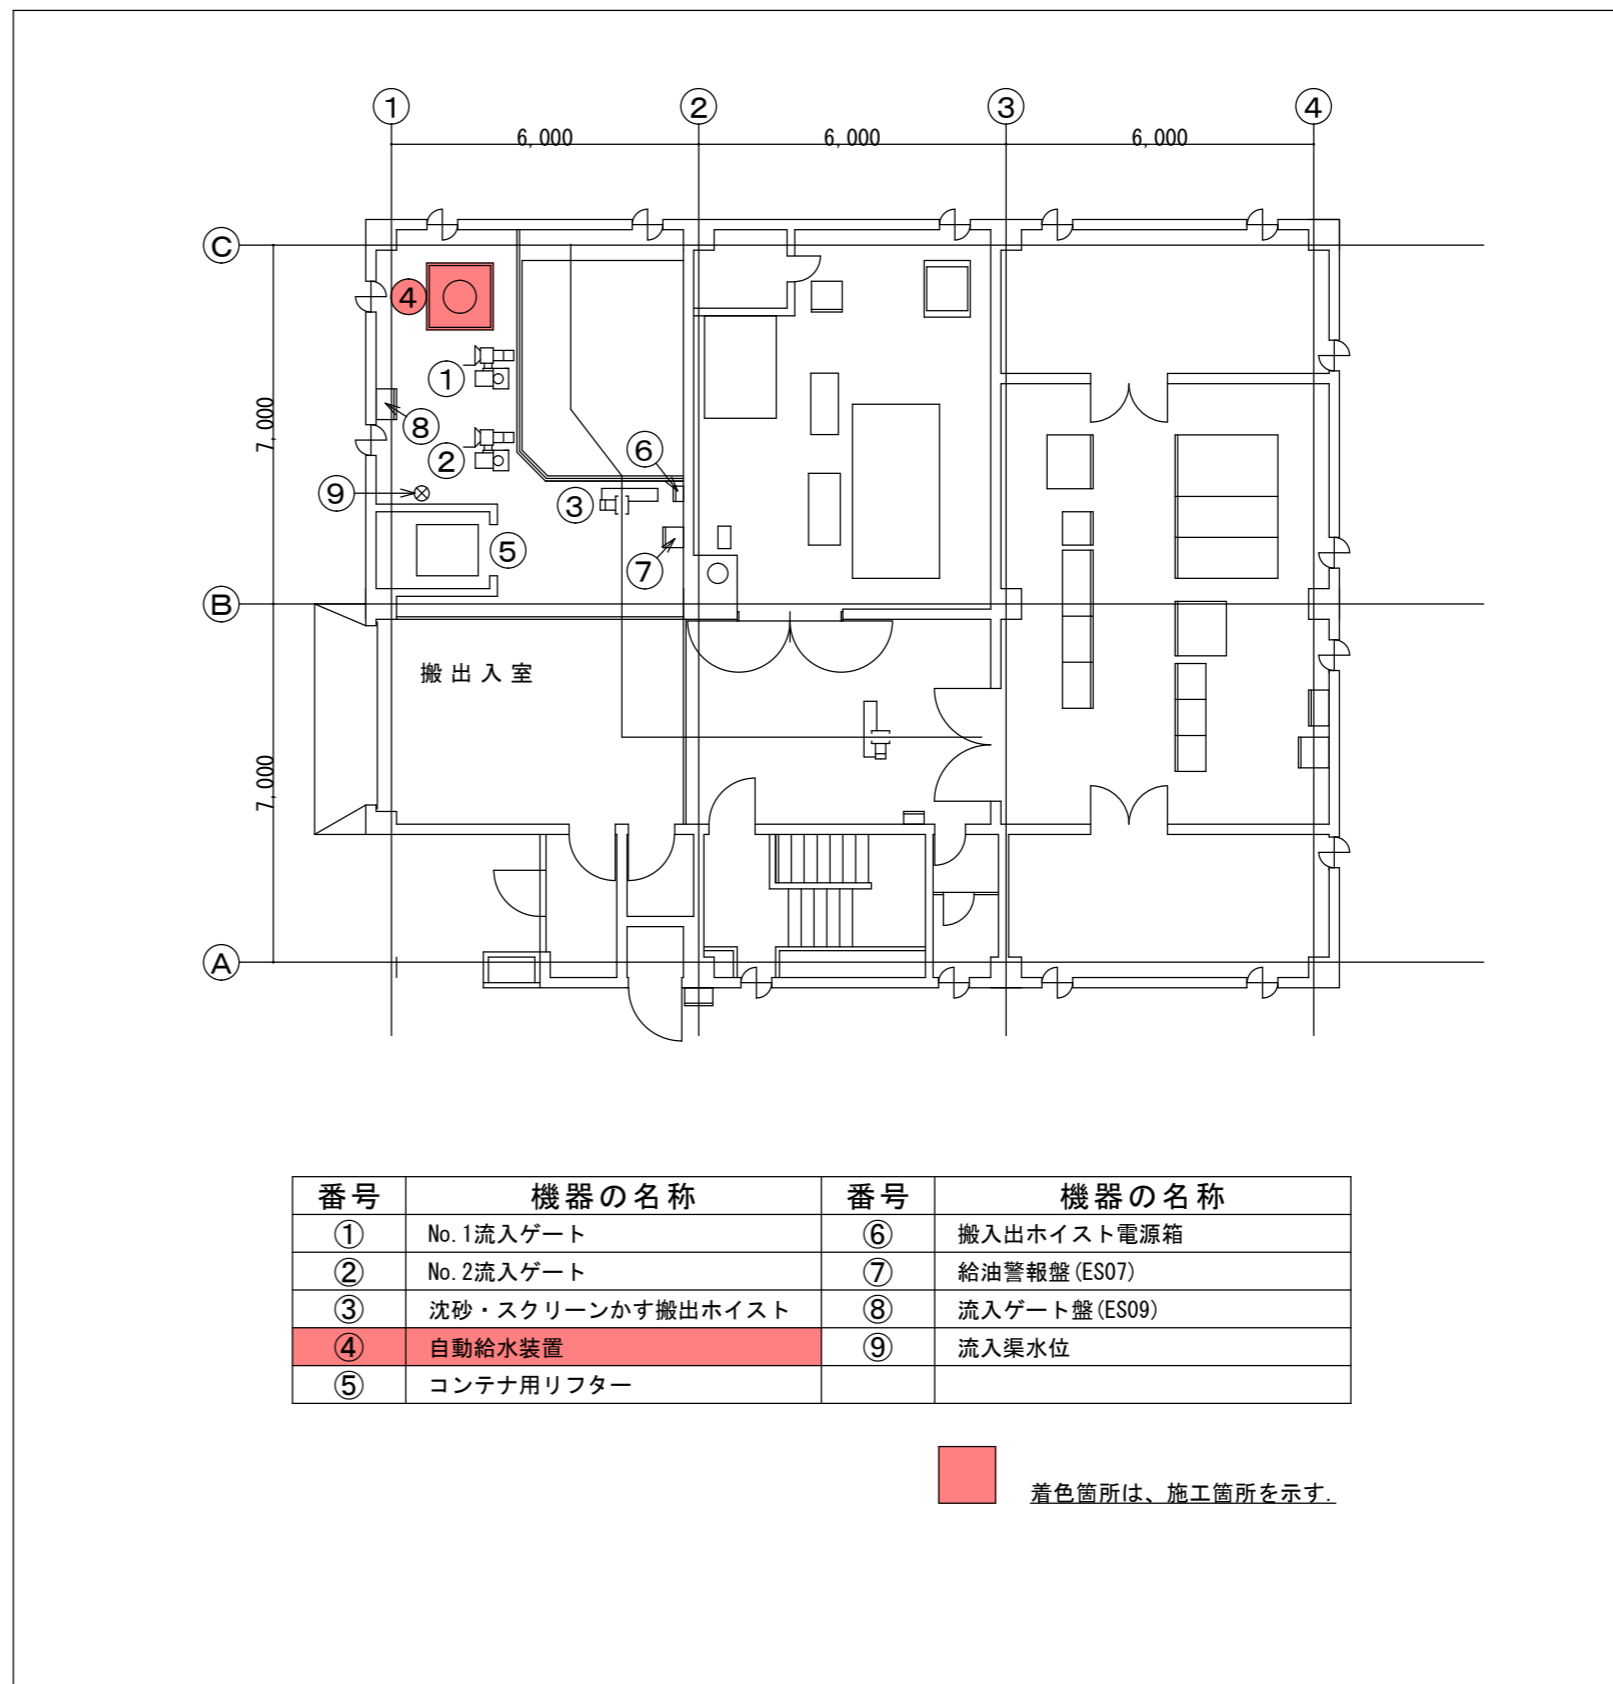 ① ② ③ ④
6,000 6,000 6,000
Ⓒ
④
①
⑧
7,000
②
⑥
⑨
③
⑤
⑦
Ⓑ
搬出入室
7,000
Ⓐ
番号 機器の名称 番号 機器の名称
① No.1流入ゲート ⑥ 搬入出ホイスト電源箱
② No.2流入ゲート ⑦ 給油警報盤(ES07)
③ 沈砂・スクリーンかす搬出ホイスト ⑧ 流入ゲート盤(ES09)
④ 自動給水装置 ⑨ 流入渠水位
⑤ コンテナ用リフター
着色箇所は、施工箇所を示す.